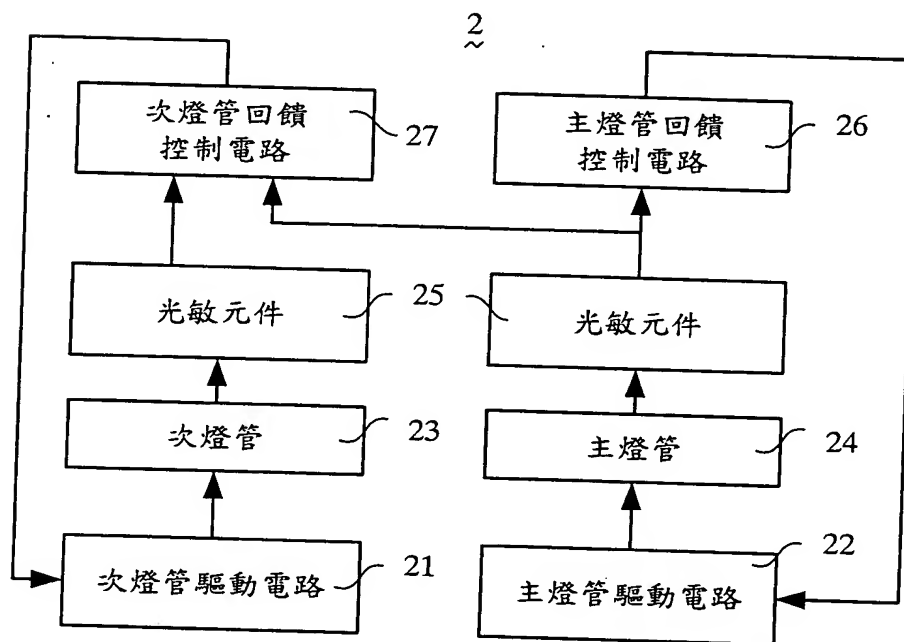 2
次燈管回饋
控制電路
27
主燈管回饋
控制電路
26
光敏元件
25
光敏元件
次燈管
23
主燈管
24
次燈管驅動電路
21
主燈管驅動電路
22